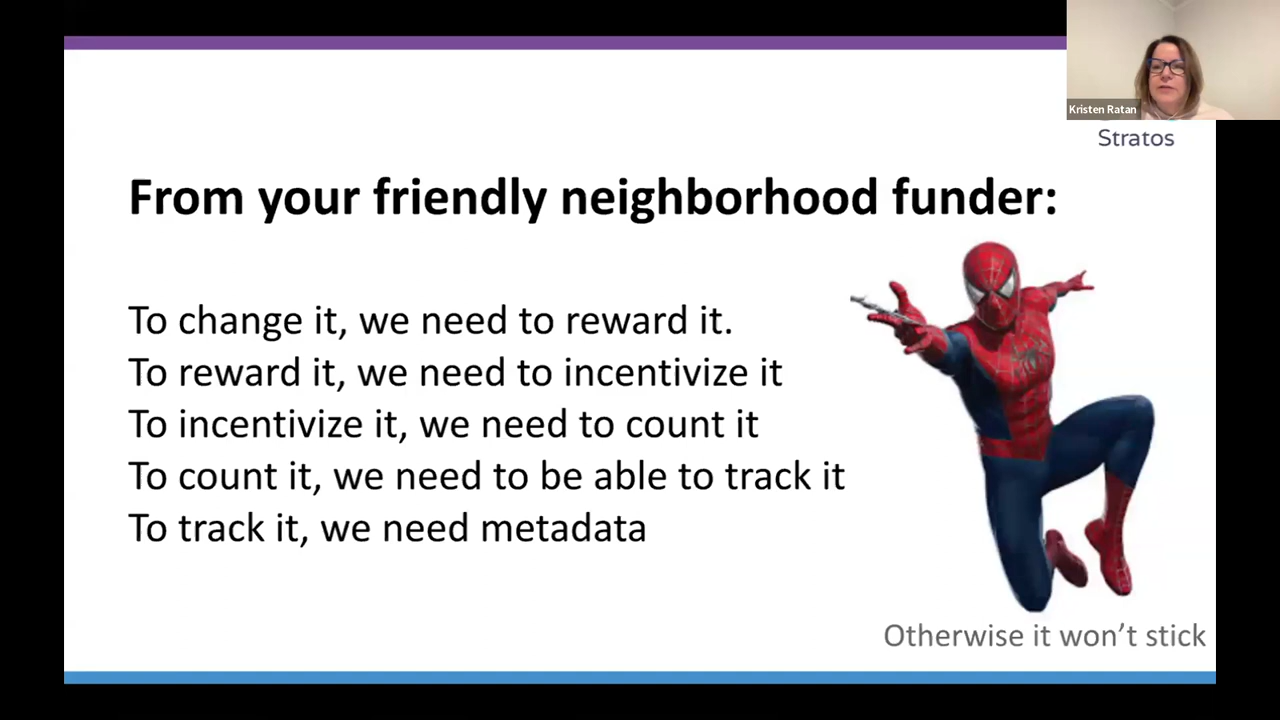 Kristen Ratan
Stratos
From your friendly neighborhood funder:
To change it, we need to reward it.
To reward it, we need to incentivize it
To incentivize it, we need to count it
To count it, we need to be able to track it
To track it, we need metadata
Otherwise it won’t stick